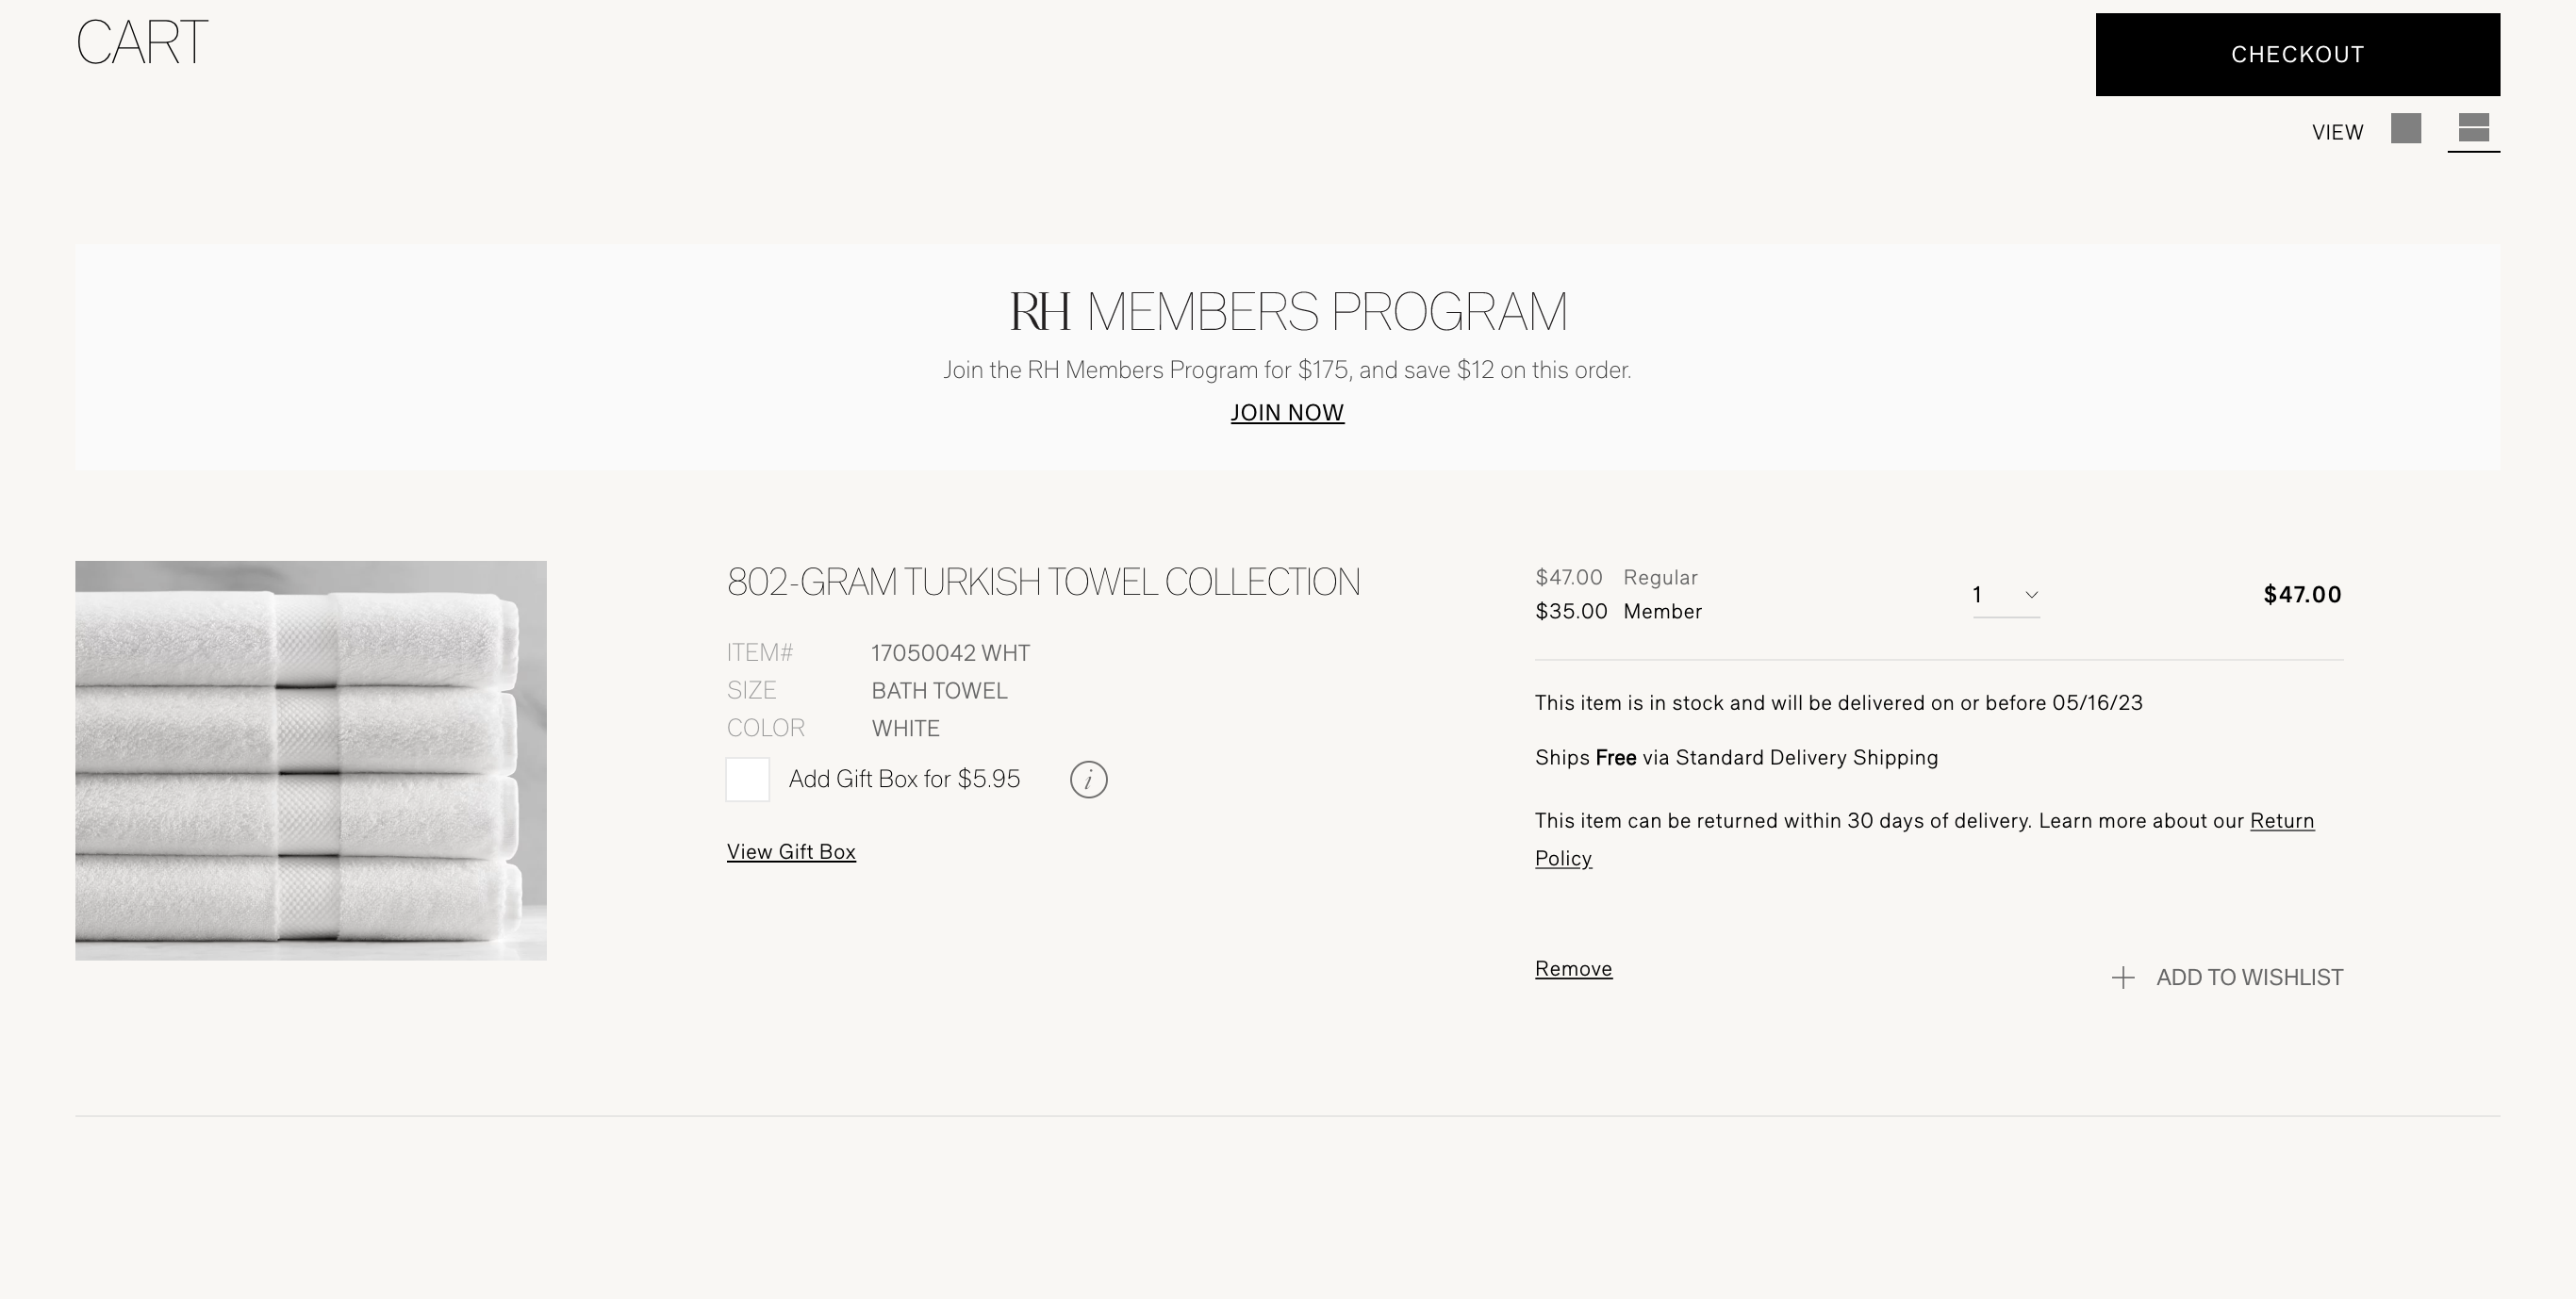 CART
CHECKOUT
VIEW
RH MEMBERS PROGRAM
Join the RH Members Program for $175, and save $12 on this order.
JOIN NOW
802-GRAM TURKISH TOWEL COLLECTION
ITEM# 17050042 WHT
SIZE BATH TOWEL
COLOR WHITE
Add Gift Box for $5.95 i
View Gift Box
$47.00 Regular
$35.00 Member
1
$47.00
This item is in stock and will be delivered on or before 05/16/23
Ships Free via Standard Delivery Shipping
This item can be returned within 30 days of delivery. Learn more about our Return
Policy
Remove
ADD TO WISHLIST